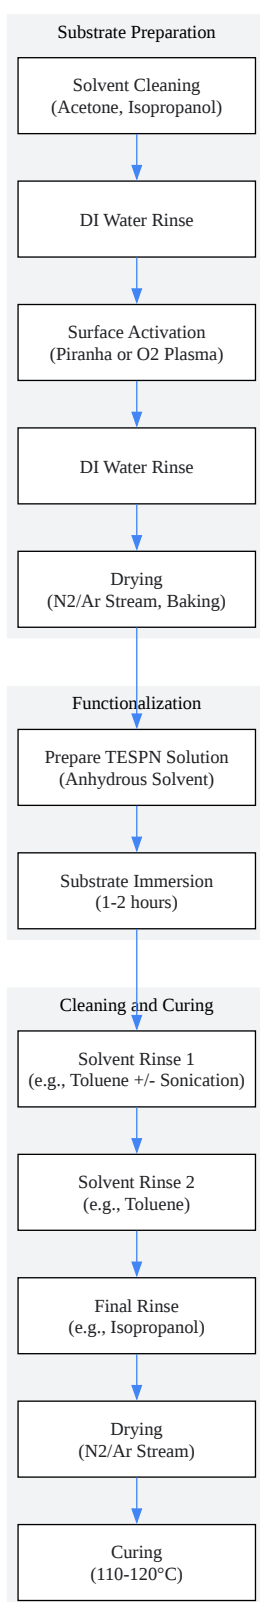 Substrate Preparation
Solvent Cleaning
(Acetone, Isopropanol)
DI Water Rinse
Surface Activation
(Piranha or O2 Plasma)
DI Water Rinse
Drying
(N2/Ar Stream, Baking)
Functionalization
Prepare TESPN Solution
(Anhydrous Solvent)
Substrate Immersion
(1-2 hours)
Cleaning and Curing
Solvent Rinse 1
(e.g., Toluene +/- Sonication)
Solvent Rinse 2
(e.g., Toluene)
Final Rinse
(e.g., Isopropanol)
Drying
(N2/Ar Stream)
Curing
(110-120°C)